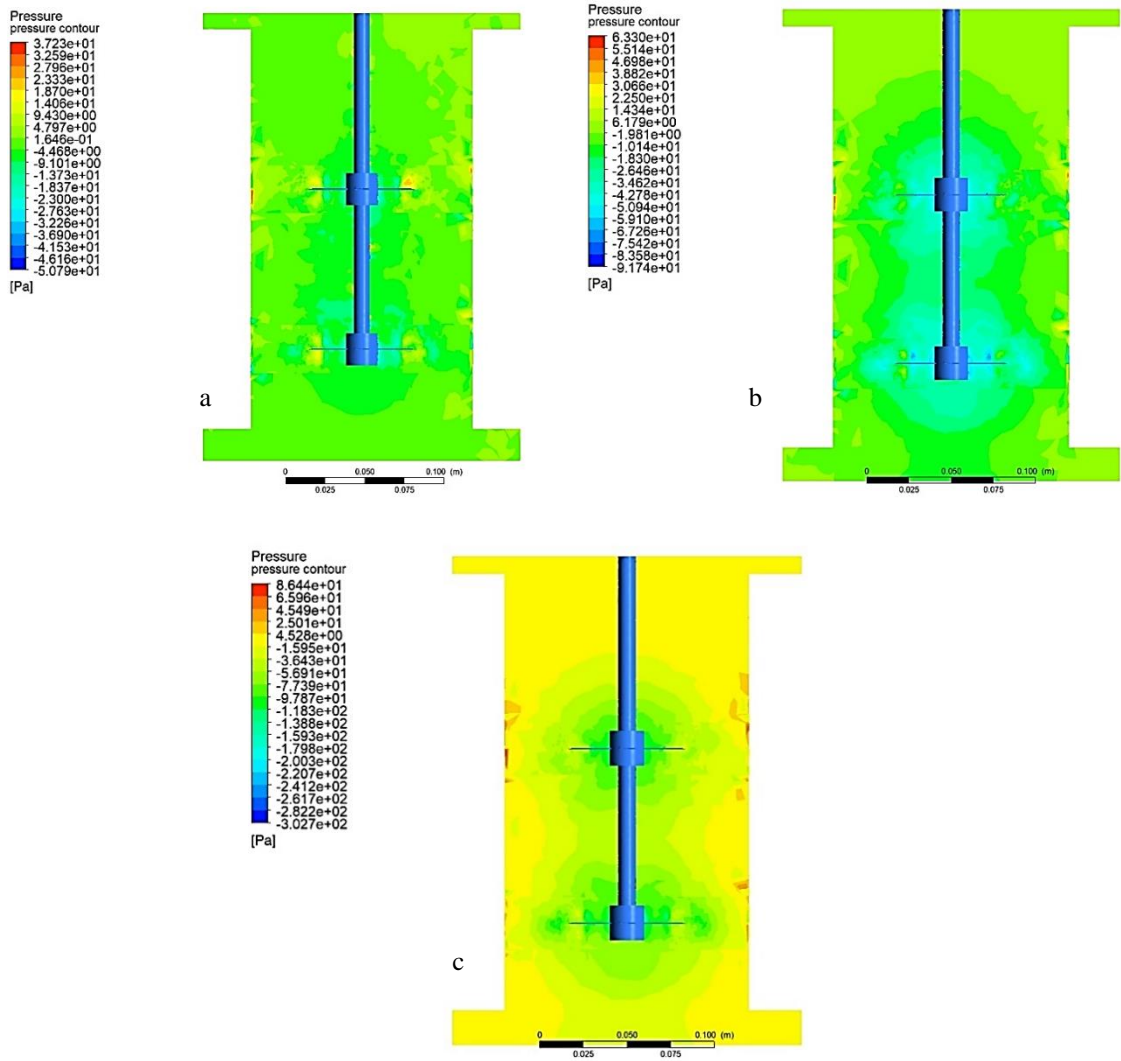 Pressure
pressure contour
3.723e+01
3.259e+01
2.796e+01
2.333e+01
1.870e+01
1.406e+01
9.430e+00
4.797e+00
1.646e-01
-4.468e+00
-9.101e+00
-1.373e+01
-1.837e+01
-2.300e+01
-2.763e+01
-3.226e+01
-3.690e+01
-4.153e+01
-4.616e+01
-5.079e+01
[Pa]
a
0 0.050 0.100 (m)
0.025 0.075
Pressure
pressure contour
6.330e+01
5.514e+01
4.698e+01
3.882e+01
3.066e+01
2.250e+01
1.434e+01
6.179e+00
-1.981e+00
-1.014e+01
-1.830e+01
-2.646e+01
-3.462e+01
-4.278e+01
-5.094e+01
-5.910e+01
-6.726e+01
-7.542e+01
-8.358e+01
-9.174e+01
[Pa]
b
0 0.050 0.100 (m)
0.025 0.075
Pressure
pressure contour
8.644e+01
6.596e+01
4.549e+01
2.501e+01
4.528e+00
-1.595e+01
-3.643e+01
-5.691e+01
-7.739e+01
-9.787e+01
-1.183e+02
-1.388e+02
-1.593e+02
-1.798e+02
-2.003e+02
-2.207e+02
-2.412e+02
-2.617e+02
-2.822e+02
-3.027e+02
[Pa]
c
0 0.050 0.100 (m)
0.025 0.075